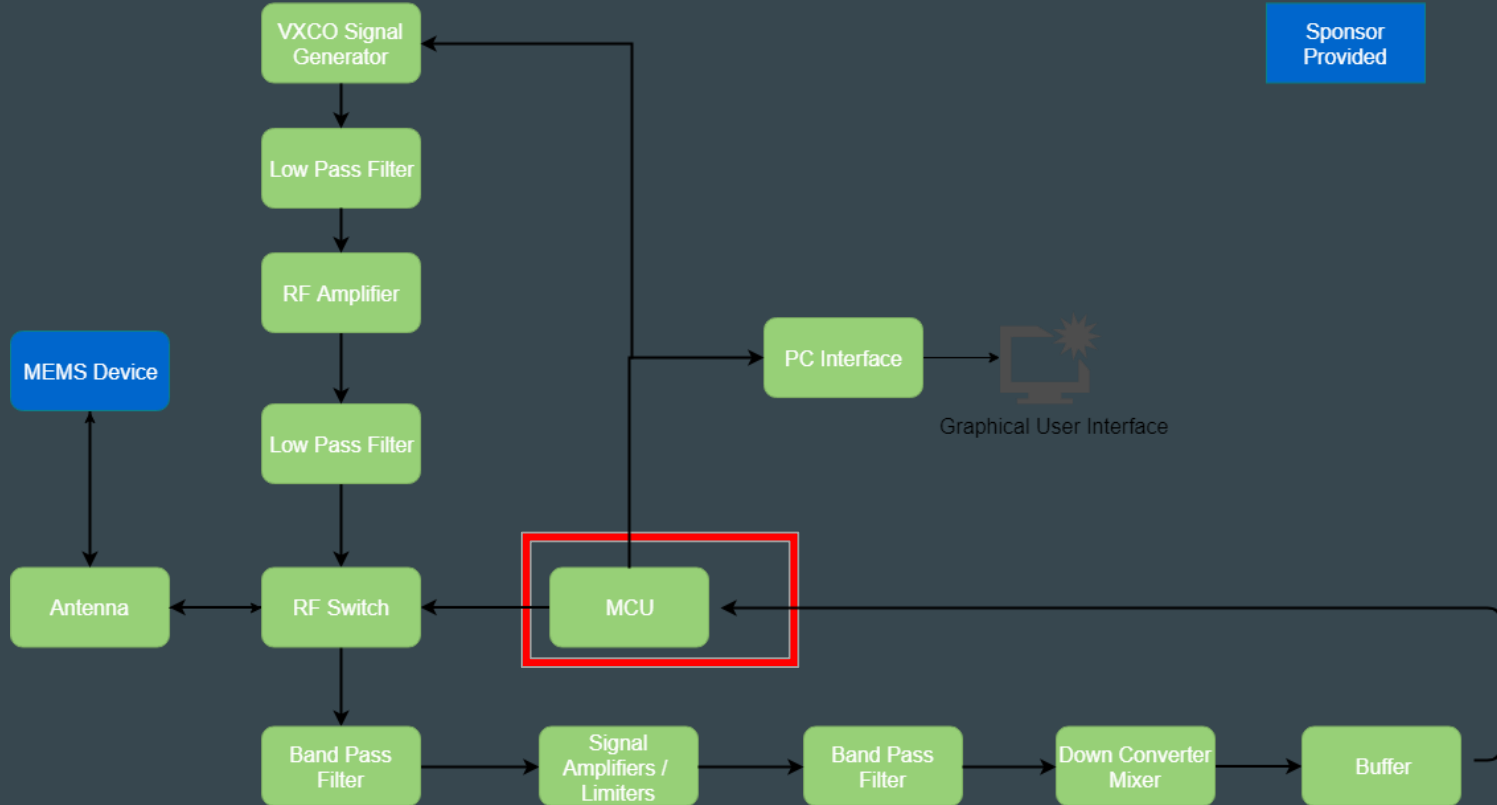 VXCO Signal
Generator
Sponsor
Provided
Low Pass Filter
RF Amplifier
MEMS Device
PC Interface
Graphical User Interface
Low Pass Filter
Antenna
RF Switch
MCU
Band Pass
Filter
Signal
Amplifiers /
Limiters
Band Pass
Filter
Down Converter
Mixer
Buffer